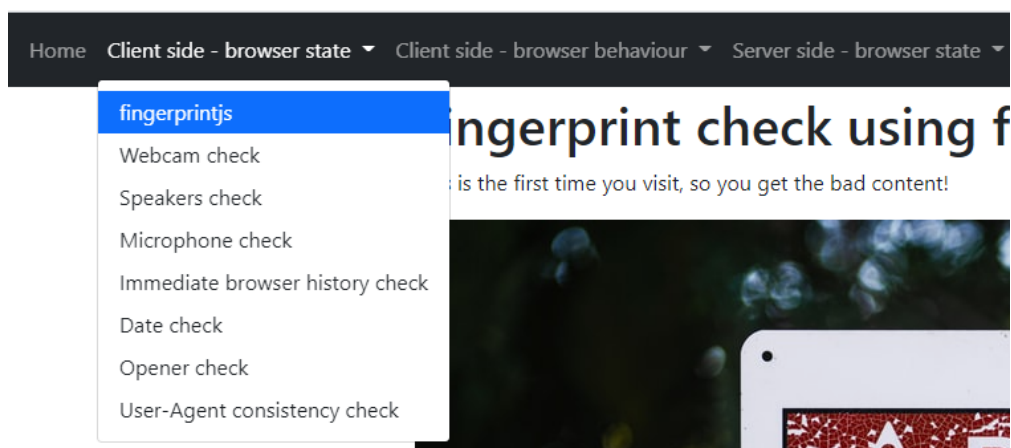 Home Client side - browser state Client side - browser behaviour Server side - browser state
fingerprintjs
Webcam check
Speakers check
Microphone check
Immediate browser history check
Date check
Opener check
User-Agent consistency check
check using
is the first time you visit, so you get the bad content!